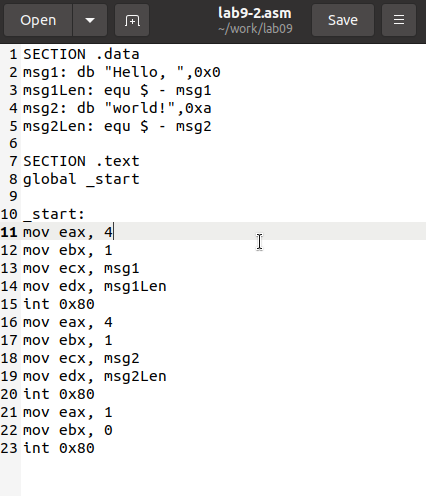 Open
lab9-2.asm
~/work/lab09
Save
1 SECTION .data
2 msg1: db "Hello, ",0x0
3 msg1Len: equ $ - msg1
4 msg2: db "world!",0xa
5 msg2Len: equ $ - msg2
6
7 SECTION .text
8 global _start
9
10 _start:
11 mov eax, 4
12 mov ebx, 1
13 mov ecx, msg1
14 mov edx, msg1Len
15 int 0x80
16 mov eax, 4
17 mov ebx, 1
18 mov ecx, msg2
19 mov edx, msg2Len
20 int 0x80
21 mov eax, 1
22 mov ebx, 0
23 int 0x80